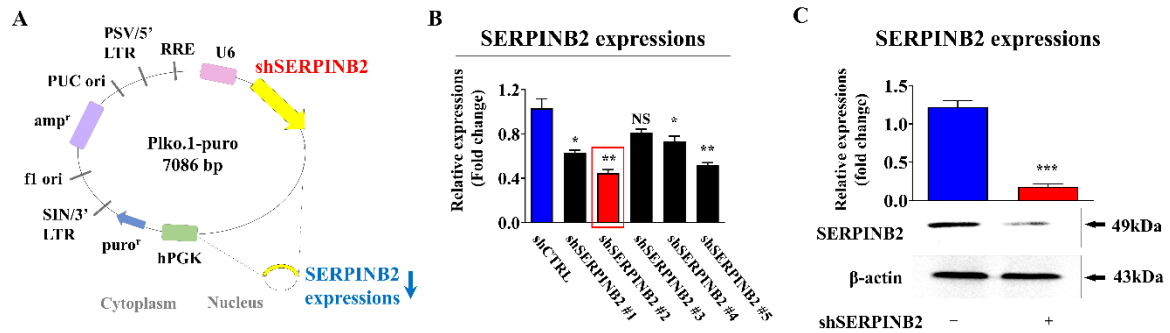 A
PSV/5'
LTR
RRE
U6
shSERPINB2
PUC ori
ampʳ
Plko.1-puro
7086 bp
f1 ori
SIN/3'
LTR
puroʳ
hPGK
SERPINB2
expressions
Cytoplasm
Nucleus
B
SERPINB2 expressions
Relative expressions
(Fold change)
1.2
0.8
0.4
0.0
*
**
NS
*
**
shCTRL
shSERPINB2 #1
shSERPINB2 #2
shSERPINB2 #3
shSERPINB2 #4
shSERPINB2 #5
C
SERPINB2 expressions
Relative expressions
(fold change)
1.5
1.0
0.5
0.0
***
SERPINB2
49kDa
β-actin
43kDa
shSERPINB2 − +